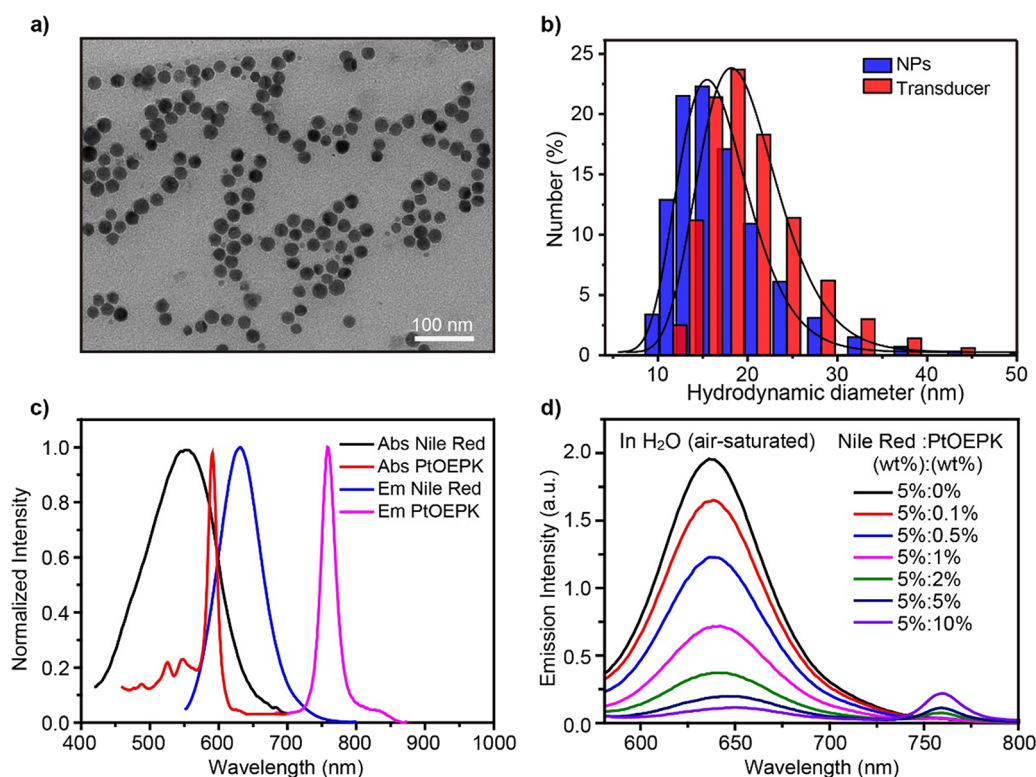 a)
100 nm
b)
25
20
15
10
5
0
Number (%)
NPs
Transducer
10 20 30 40 50
Hydrodynamic diameter (nm)
c)
1.0
0.8
0.6
0.4
0.2
0.0
Normalized Intensity
Abs Nile Red
Abs PtOEPK
Em Nile Red
Em PtOEPK
400 500 600 700 800 900 1000
Wavelength (nm)
d)
In H₂O (air-saturated)
Nile Red :PtOEPK
(wt%):(wt%)
5%:0%
5%:0.1%
5%:0.5%
5%:1%
5%:2%
5%:5%
5%:10%
2.0
1.5
1.0
0.5
0.0
Emission Intensity (a.u.)
600 650 700 750 800
Wavelength (nm)